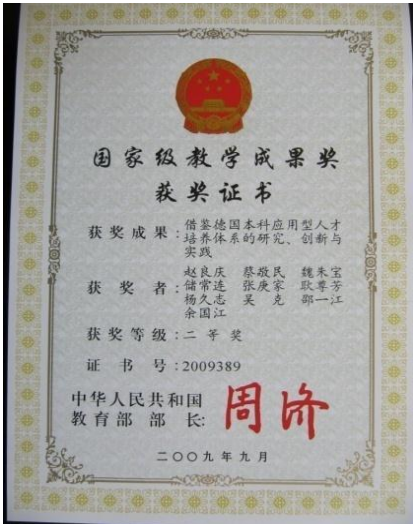 国家级教学成果奖
获奖证书
获奖成果:借鉴德国本科应用型人才
培养体系的研究、创新与
实践
获奖者:赵良庆 蔡敬民 魏朱宝
储常连 张庚家 耿尊芳
杨久志 吴克 邵一江
余国江
获奖等级:二等奖
证书号:2009389
中华人民共和国
教育部部长:周济
二〇〇九年九月